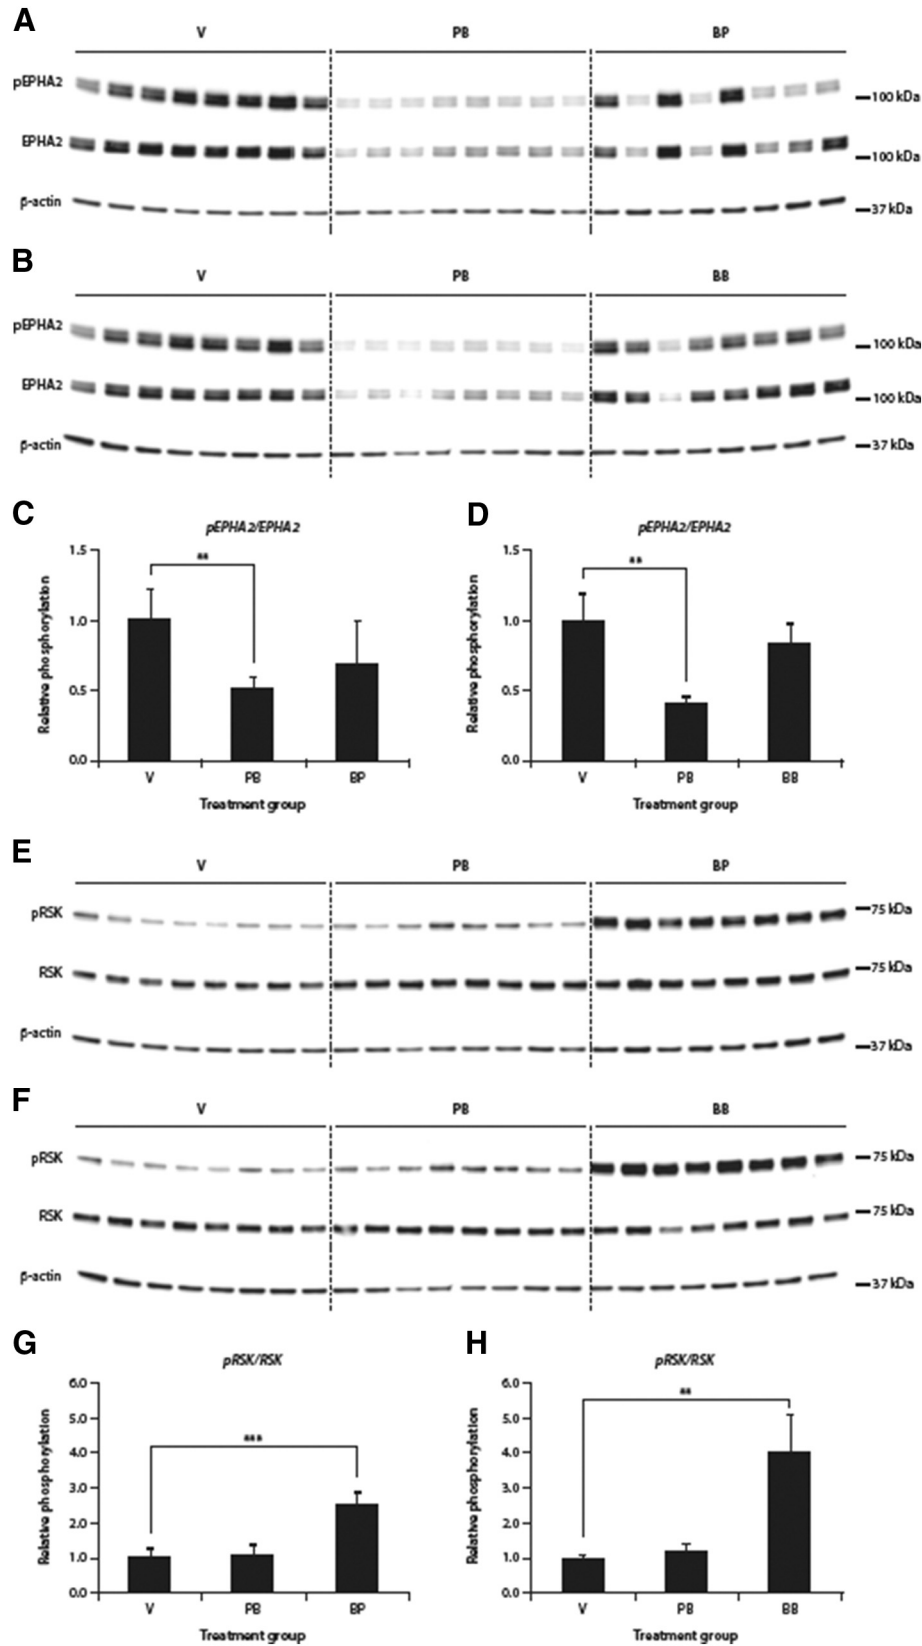 A
V PB BP
pEPHA2 100 kDa
EPHA2 100 kDa
β-actin 37 kDa
B
V PB BB
pEPHA2 100 kDa
EPHA2 100 kDa
β-actin 37 kDa
C
pEPHA2/EPHA2
Relative phosphorylation
1.5
**
1.0
0.5
0.0
V PB BP
Treatment group
D
pEPHA2/EPHA2
Relative phosphorylation
1.5
**
1.0
0.5
0.0
V PB BB
Treatment group
E
V PB BP
pRSK 75 kDa
RSK 75 kDa
β-actin 37 kDa
F
V PB BB
pRSK 75 kDa
RSK 75 kDa
β-actin 37 kDa
G
pRSK/RSK
Relative phosphorylation
6.0
5.0
***
4.0
3.0
2.0
1.0
0.0
V PB BP
Treatment group
H
pRSK/RSK
Relative phosphorylation
6.0
**
5.0
4.0
3.0
2.0
1.0
0.0
V PB BB
Treatment group